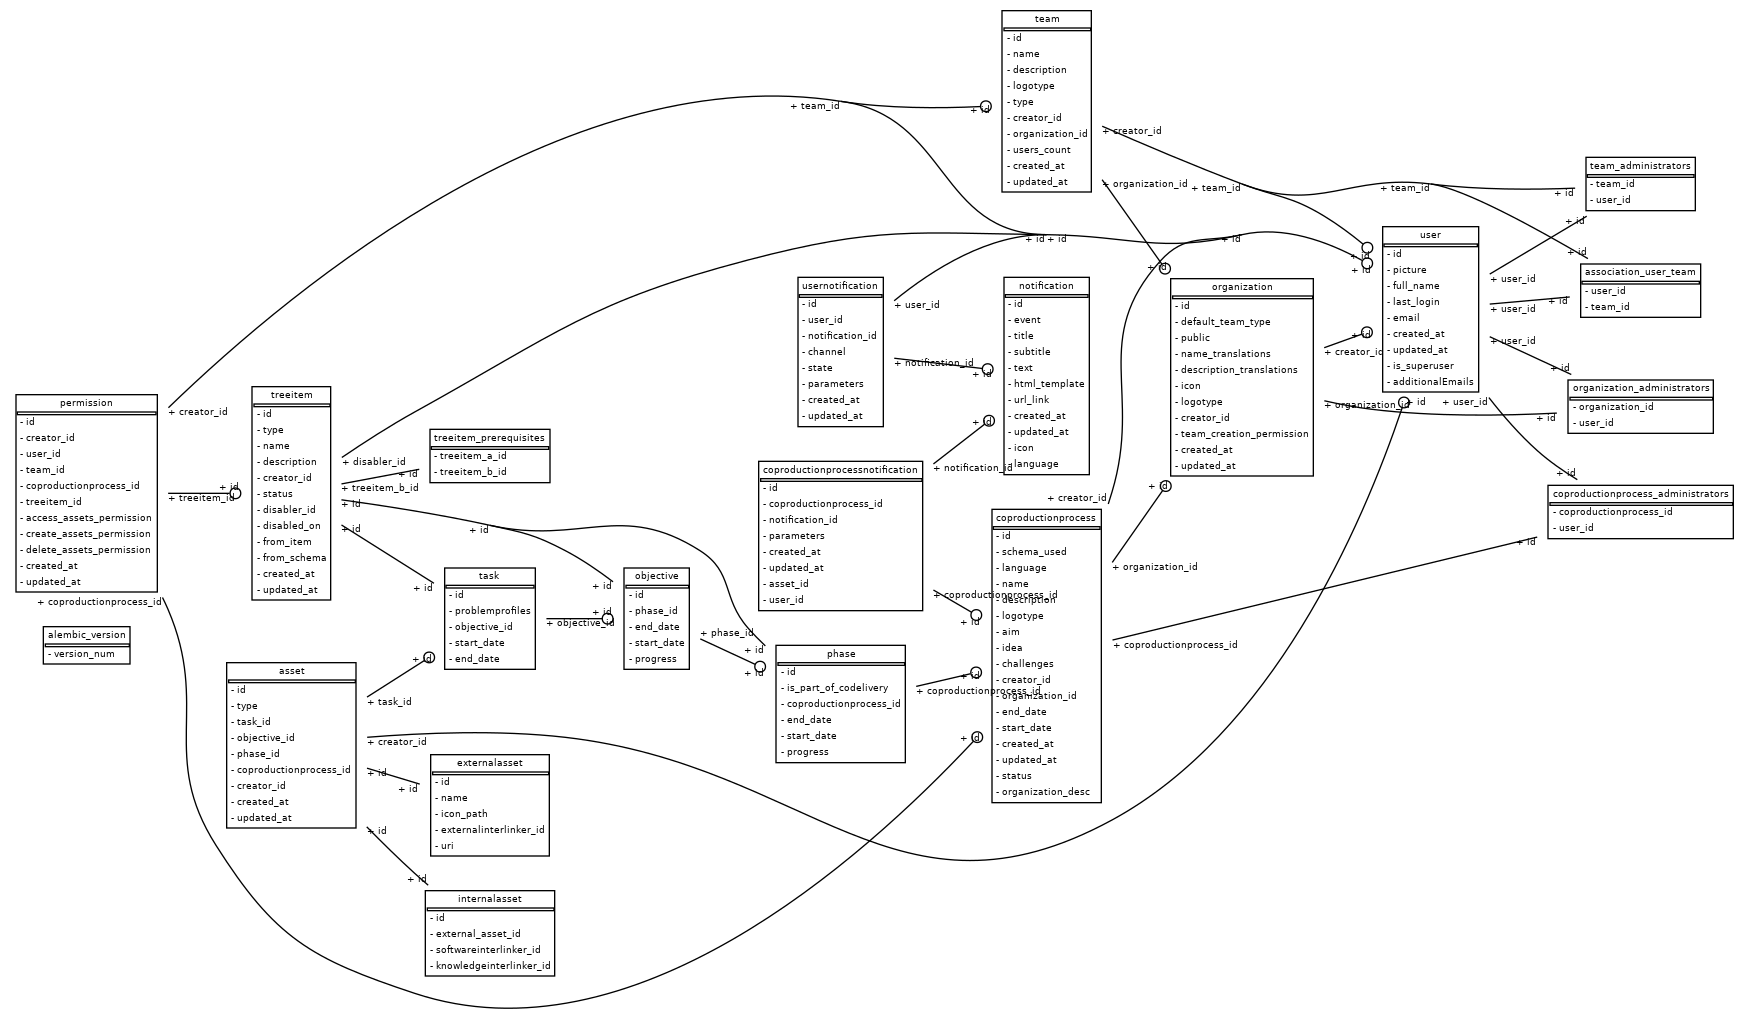 team
- id
- name
- description
- logotype
- type
- creator_id
- organization_id
- users_count
- created_at
- updated_at
+ team_id
+ id
+ creator_id
+ organization_id
+ team_id
+ team_id
+ id
team_administrators
- team_id
- user_id
+ id
+ id
+ id
+ id
+ id
+ id
+ id
+ id
user
- id
- picture
- full_name
- last_login
- email
- created_at
- updated_at
- is_superuser
- additionalEmails
+ user_id
+ id
+ user_id
+ user_id
+ id
association_user_team
- user_id
- team_id
usernotification
- id
- user_id
- notification_id
- channel
- state
- parameters
- created_at
- updated_at
+ user_id
+ notification_id
+ id
+ id
notification
- id
- event
- title
- subtitle
- text
- html_template
- url_link
- created_at
- updated_at
- icon
- language
organization
- id
- default_team_type
- public
- name_translations
- description_translations
- icon
- logotype
- creator_id
- team_creation_permission
- created_at
- updated_at
+ id
+ creator_id
+ organization_id
+ id
+ user_id
+ id
organization_administrators
- organization_id
- user_id
+ id
coproductionprocess_administrators
- coproductionprocess_id
- user_id
+ id
permission
- id
- creator_id
- user_id
- team_id
- coproductionprocess_id
- treeitem_id
- access_assets_permission
- create_assets_permission
- delete_assets_permission
- created_at
- updated_at
+ creator_id
+ id
+ treeitem_id
+ coproductionprocess_id
treeitem
- id
- type
- name
- description
- creator_id
- status
- disabler_id
- disabled_on
- from_item
- from_schema
- created_at
- updated_at
+ disabler_id
+ id
+ treeitem_b_id
+ id
+ id
+ id
treeitem_prerequisites
- treeitem_a_id
- treeitem_b_id
coproductionprocessnotification
- id
- coproductionprocess_id
- notification_id
- parameters
- created_at
- updated_at
- asset_id
- user_id
+ notification_id
+ coproductionprocess_id
+ id
+ creator_id
coproductionprocess
- id
- schema_used
- language
- name
- description
- logotype
- aim
- idea
- challenges
- creator_id
- organization_id
- end_date
- start_date
- created_at
- updated_at
- status
- organization_desc
+ id
+ organization_id
+ coproductionprocess_id
alembic_version
- version_num
task
- id
- problemprofiles
- objective_id
- start_date
- end_date
+ id
+ id
+ id
+ objective_id
objective
- id
- phase_id
- end_date
- start_date
- progress
+ phase_id
+ id
+ id
phase
- id
- is_part_of_codelivery
- coproductionprocess_id
- end_date
- start_date
- progress
+ id
+ coproductionprocess_id
+ id
asset
- id
- type
- task_id
- objective_id
- phase_id
- coproductionprocess_id
- creator_id
- created_at
- updated_at
+ id
+ task_id
+ creator_id
+ id
+ id
+ id
+ id
externalasset
- id
- name
- icon_path
- externalinterlinker_id
- uri
internalasset
- id
- external_asset_id
- softwareinterlinker_id
- knowledgeinterlinker_id